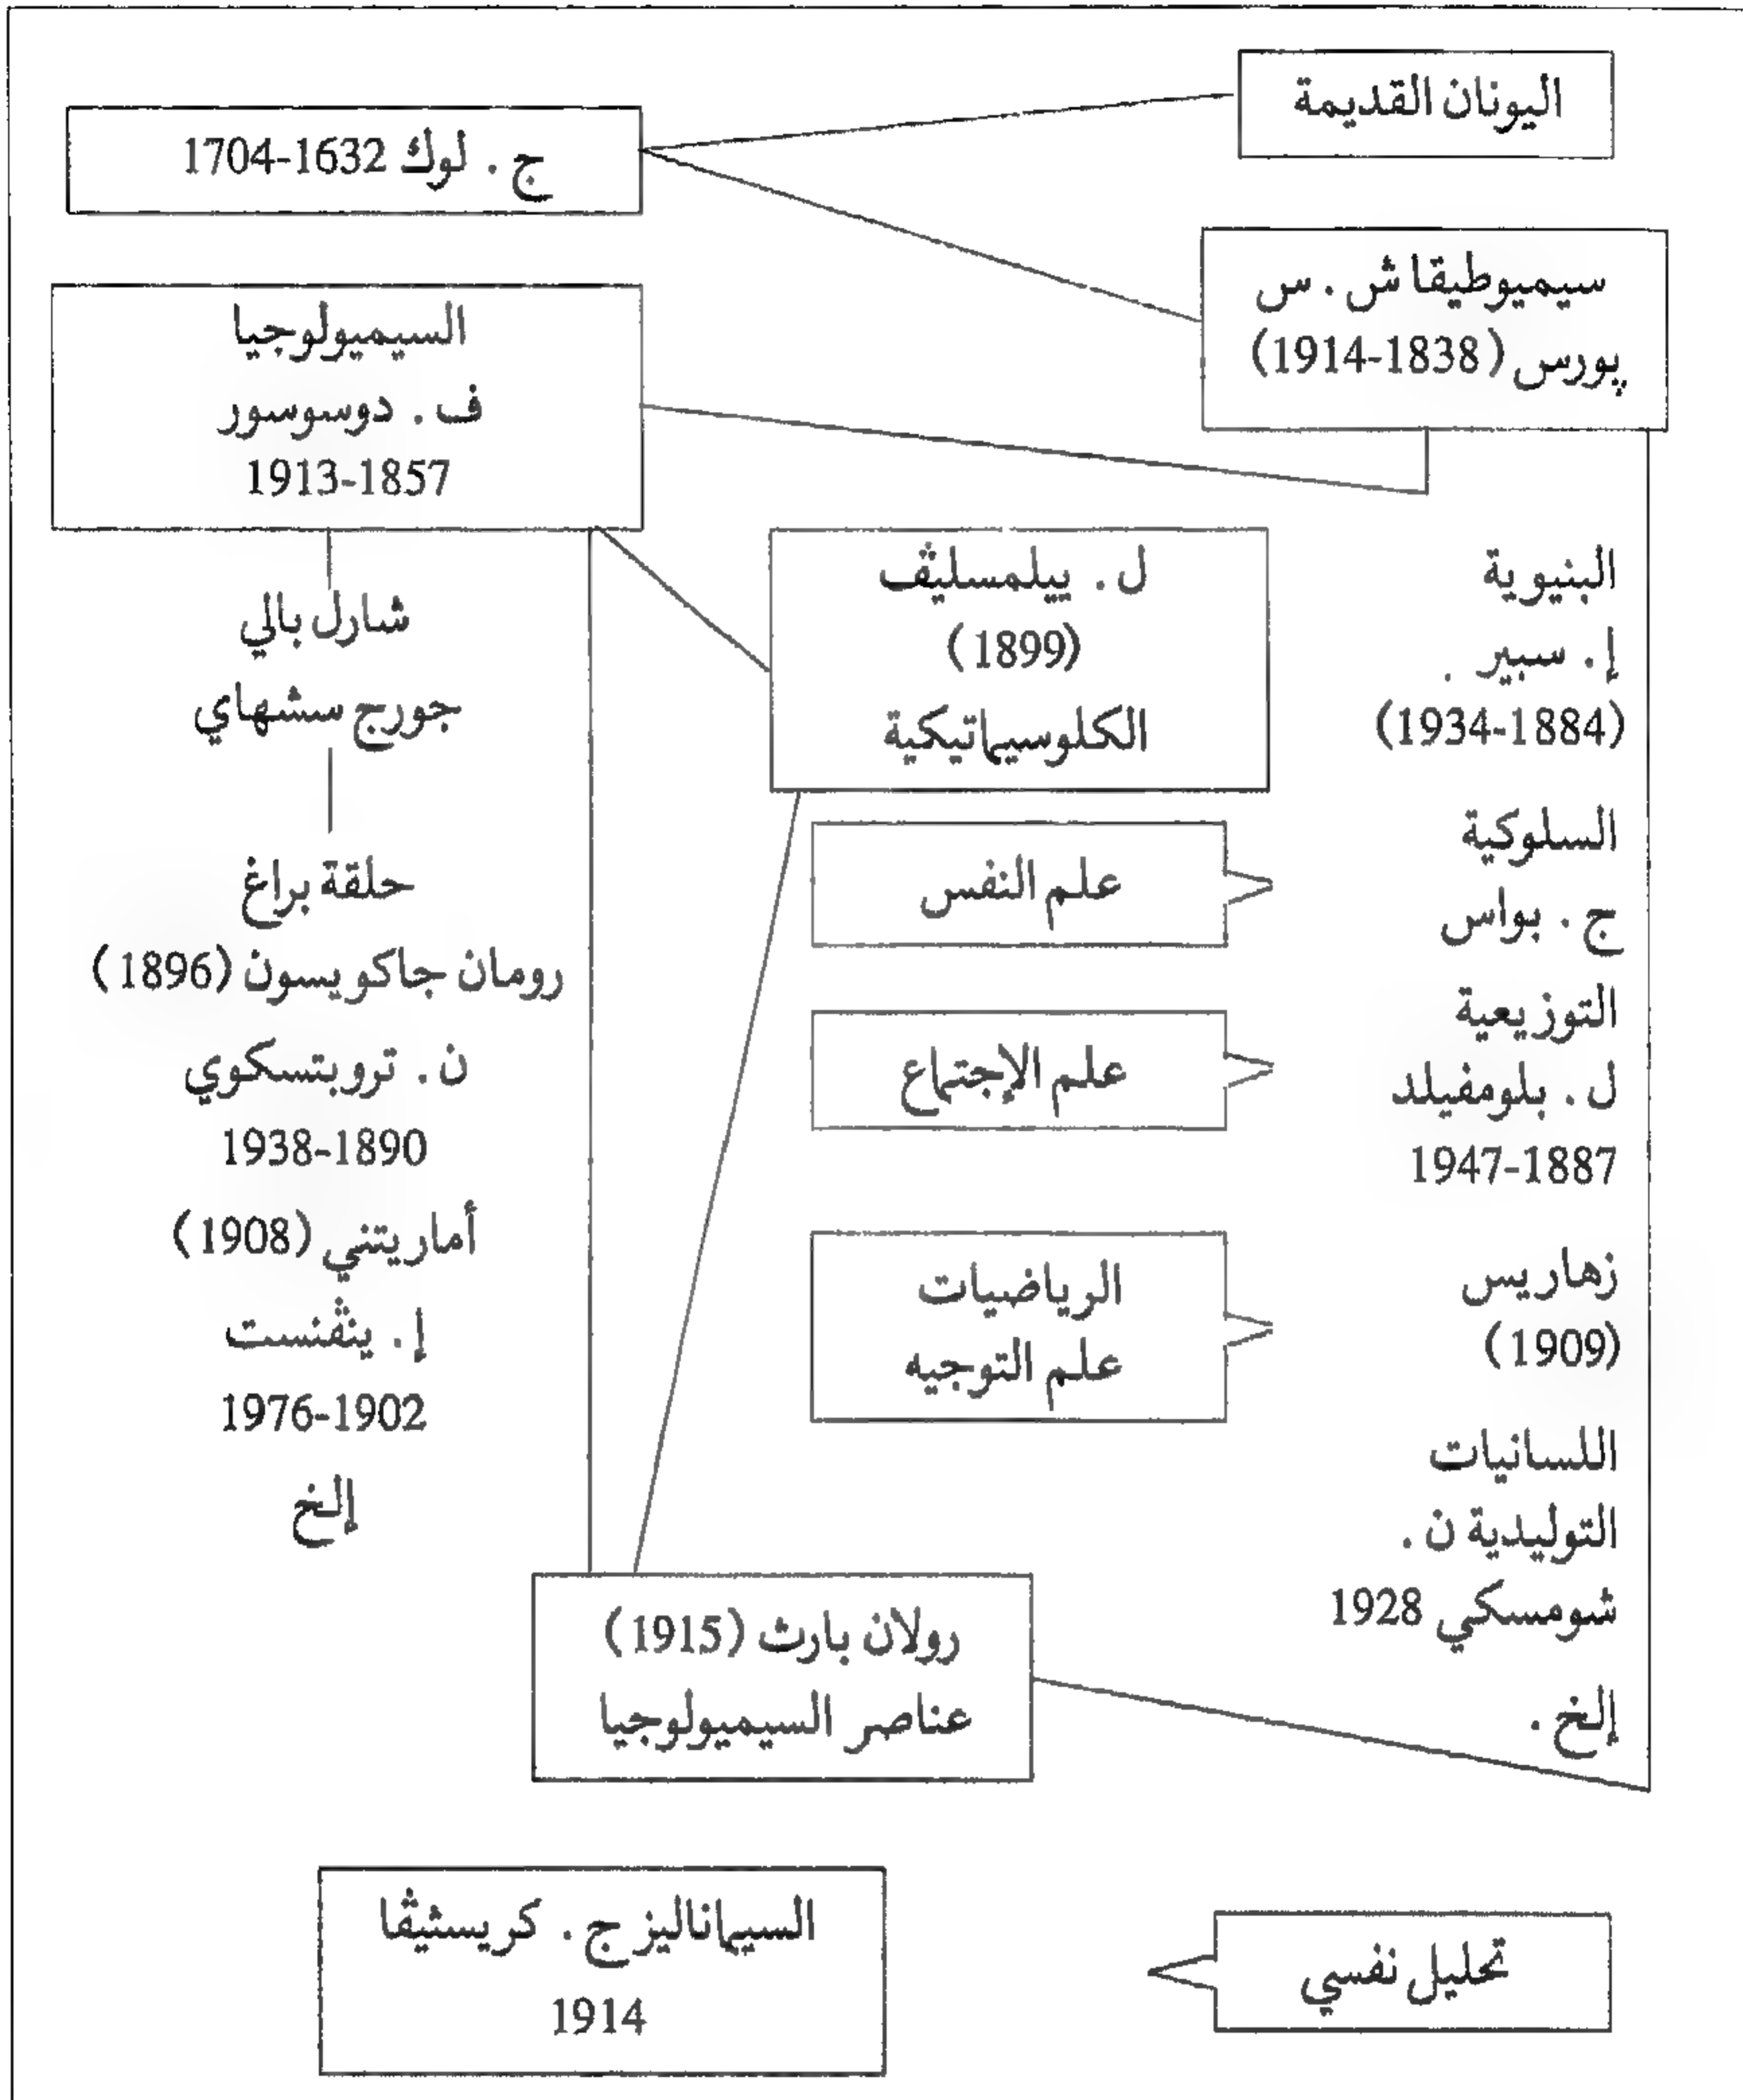 اليونان القديمة
ج. لوك 1632-1704
سيميوطيقا ش. س
پورس (1838-1914)
السيميولوجيا
ف. دوسوسور
1857-1913
شارل بالي
جورج سشهاي
حلقة براغ
رومان جاكويسون (1896)
ن. تروبتسكوي
1890-1938
أماريتني (1908)
إ. ينڤنست
1902-1976
إلخ
ل. ييلمسليڤ
(1899)
الكلوسيماتيكية
علم النفس
علم الإجتماع
الرياضيات
علم التوجيه
البنيوية
إ. سبير.
(1884-1934)
السلوكية
ج. بواس
التوزيعية
ل. بلومفيلد
1887-1947
زهاريس
(1909)
اللسانيات
التوليدية ن.
شومسكي 1928
إلخ.
رولان بارث (1915)
عناصر السيميولوجيا
السيماناليز ج. كريسثيڤا
1914
تحليل نفسي